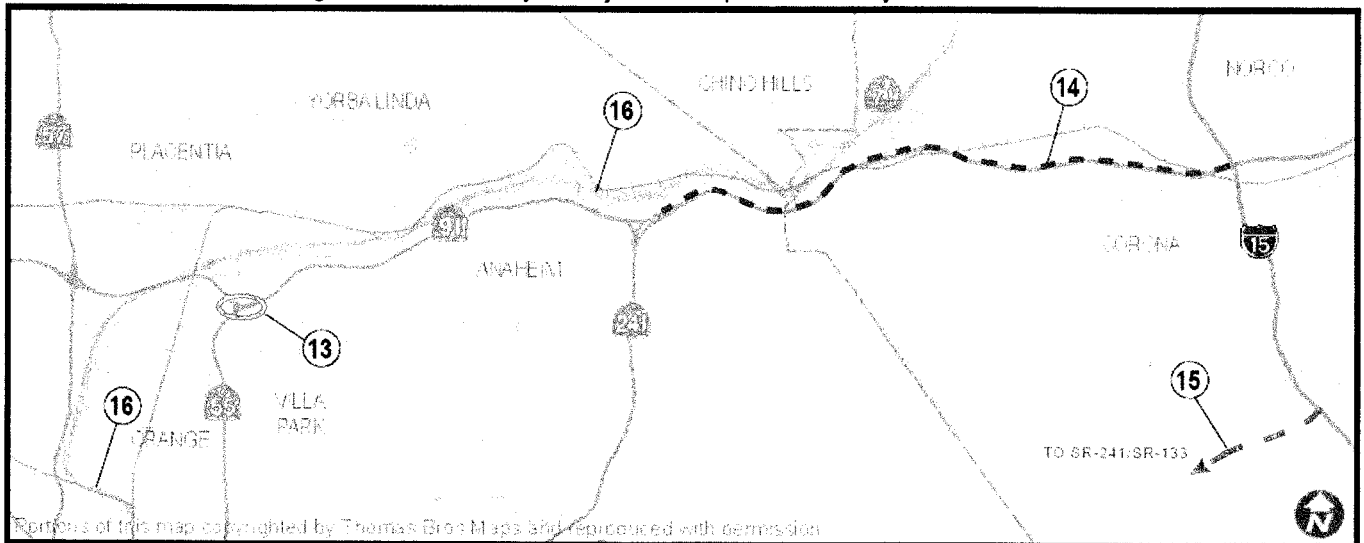 NORCO
CHINO HILLS
14
71
YORBA LINDA
16
57
PLACENTIA
91
CORONA
15
ANAHEIM
13
241
15
16
55
VILLA
PARK
ORANGE
TO SR-241/SR-133
N
Portions of this map copyrighted by Thomas Bros Maps and reproduced with permission